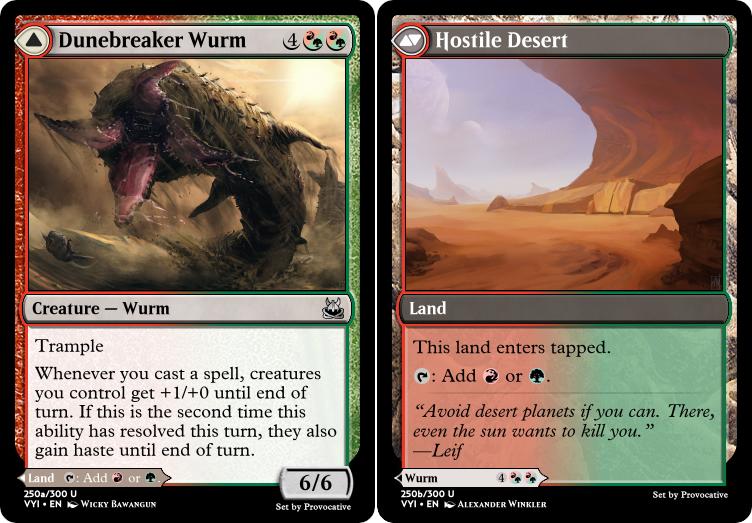 Dunebreaker Wurm 4
Creature — Wurm
Trample
Whenever you cast a spell, creatures
you control get +1/+0 until end of
turn. If this is the second time this
ability has resolved this turn, they also
gain haste until end of turn.
Land : Add or .
6/6
250a/300 U
VYI • EN Wicky Bawangun
Set by Provocative
Hostile Desert
Land
This land enters tapped.
: Add or .
“Avoid desert planets if you can. There,
even the sun wants to kill you.”
—Leif
Wurm 4
250b/300 U
VYI • EN Alexander Winkler
Set by Provocative